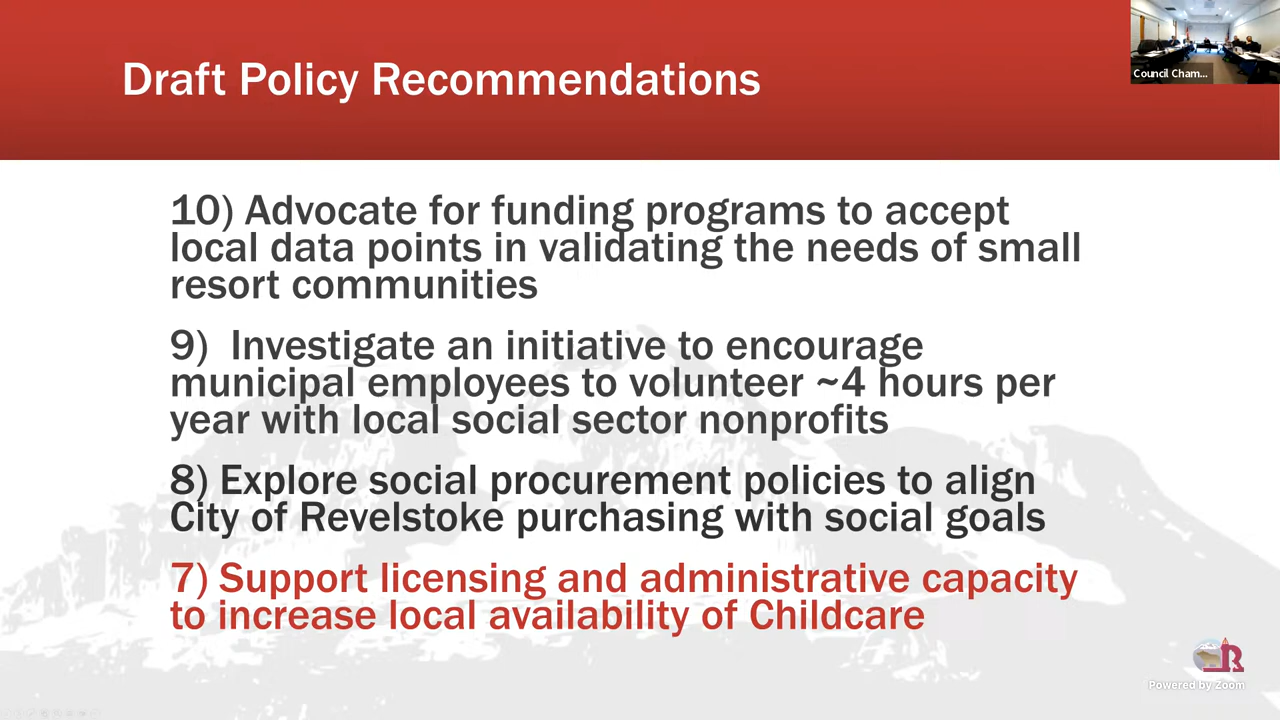 Draft Policy Recommendations
Council Cham...
10) Advocate for funding programs to accept
local data points in validating the needs of small
resort communities
9)  Investigate an initiative to encourage
municipal employees to volunteer ~4 hours per
year with local social sector nonprofits
8) Explore social procurement policies to align
City of Revelstoke purchasing with social goals
7) Support licensing and administrative capacity
to increase local availability of Childcare
R
Powered by Zoom